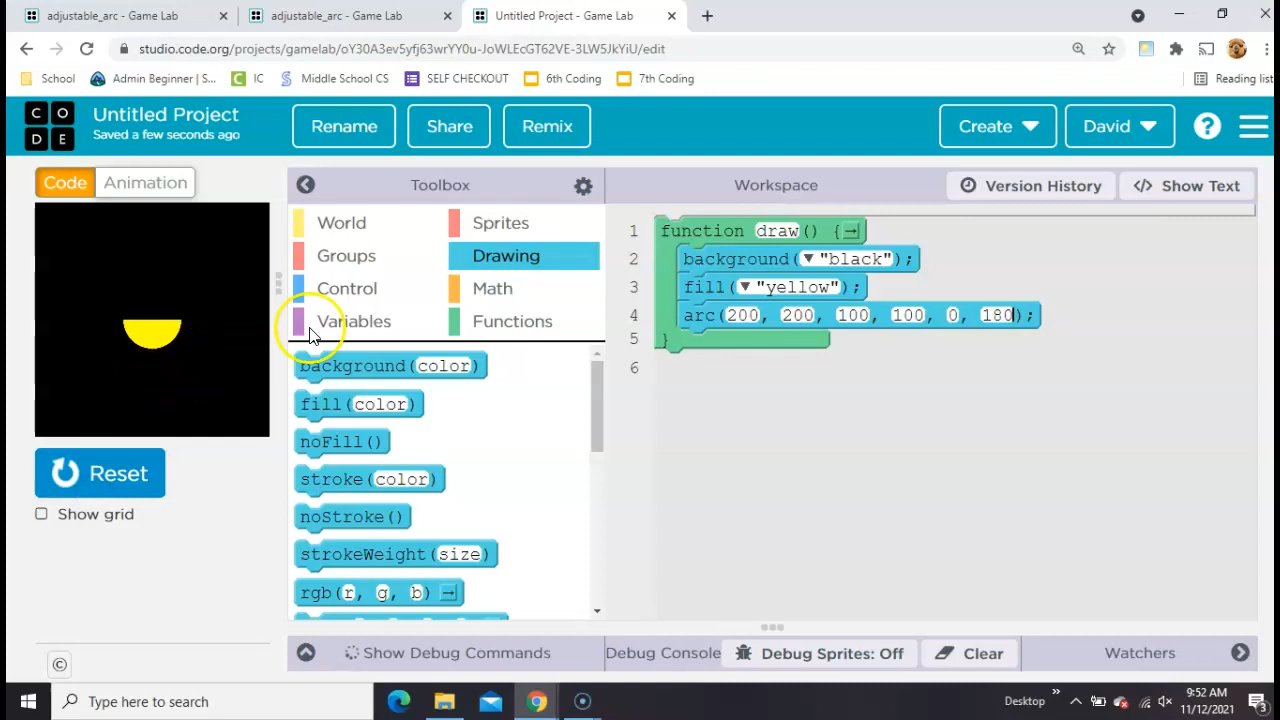 adjustable_arc - Game Lab
adjustable_arc - Game Lab
Untitled Project - Game Lab
studio.code.org/projects/gamelab/oY30A3ev5yfj63wrYY0u-JoWLEcGT62VE-3LW5JkYiU/edit
School
Admin Beginner | S...
IC
Middle School CS
SELF CHECKOUT
6th Coding
7th Coding
Reading list
CODE
Untitled Project
Saved a few seconds ago
Rename
Share
Remix
Create
David
?
Code
Animation
Toolbox
Workspace
Version History
</> Show Text
World
Sprites
Groups
Drawing
Control
Math
Variables
Functions
background(color)
fill(color)
noFill()
stroke(color)
noStroke()
strokeWeight(size)
rgb(r, g, b)
1 function draw() {
2 background("black");
3 fill("yellow");
4 arc(200, 200, 100, 100, 0, 180);
5 }
6
Reset
Show grid
©
Show Debug Commands
Debug Console
Debug Sprites: Off
Clear
Watchers
Type here to search
Desktop
9:52 AM
11/12/2021
3